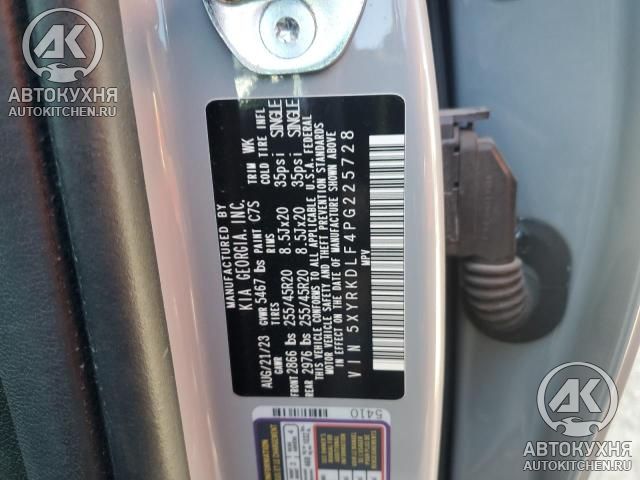 АВТОКУХНЯ
AUTOKITCHEN.RU
MANUFACTURED BY
KIA GEORGIA, INC.
AUG/21/23 GVWR 5467 lbs PAINT C7S TRIM WK
GAWR TIRES RIMS COLD TIRE INFL
FRONT 2866 lbs 255/45R20 8.5Jx20 35psi SINGLE
REAR 2976 lbs 255/45R20 8.5Jx20 35psi SINGLE
THIS VEHICLE CONFORMS TO ALL APPLICABLE U.S.A. FEDERAL
MOTOR VEHICLE SAFETY AND THEFT PREVENTION STANDARDS
IN EFFECT ON THE DATE OF MANUFACTURE SHOWN ABOVE
VIN 5XYRKDLF4PG225728
MPV
5410
АВТОКУХНЯ
AUTOKITCHEN.RU